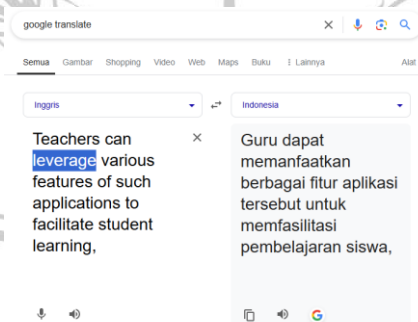 google translate
Semua Gambar Shopping Video Web Maps Buku Lainnya Alat
Inggris
Indonesia
Teachers can
leverage various
features of such
applications to
facilitate student
learning,
Guru dapat
memanfaatkan
berbagai fitur aplikasi
tersebut untuk
memfasilitasi
pembelajaran siswa,